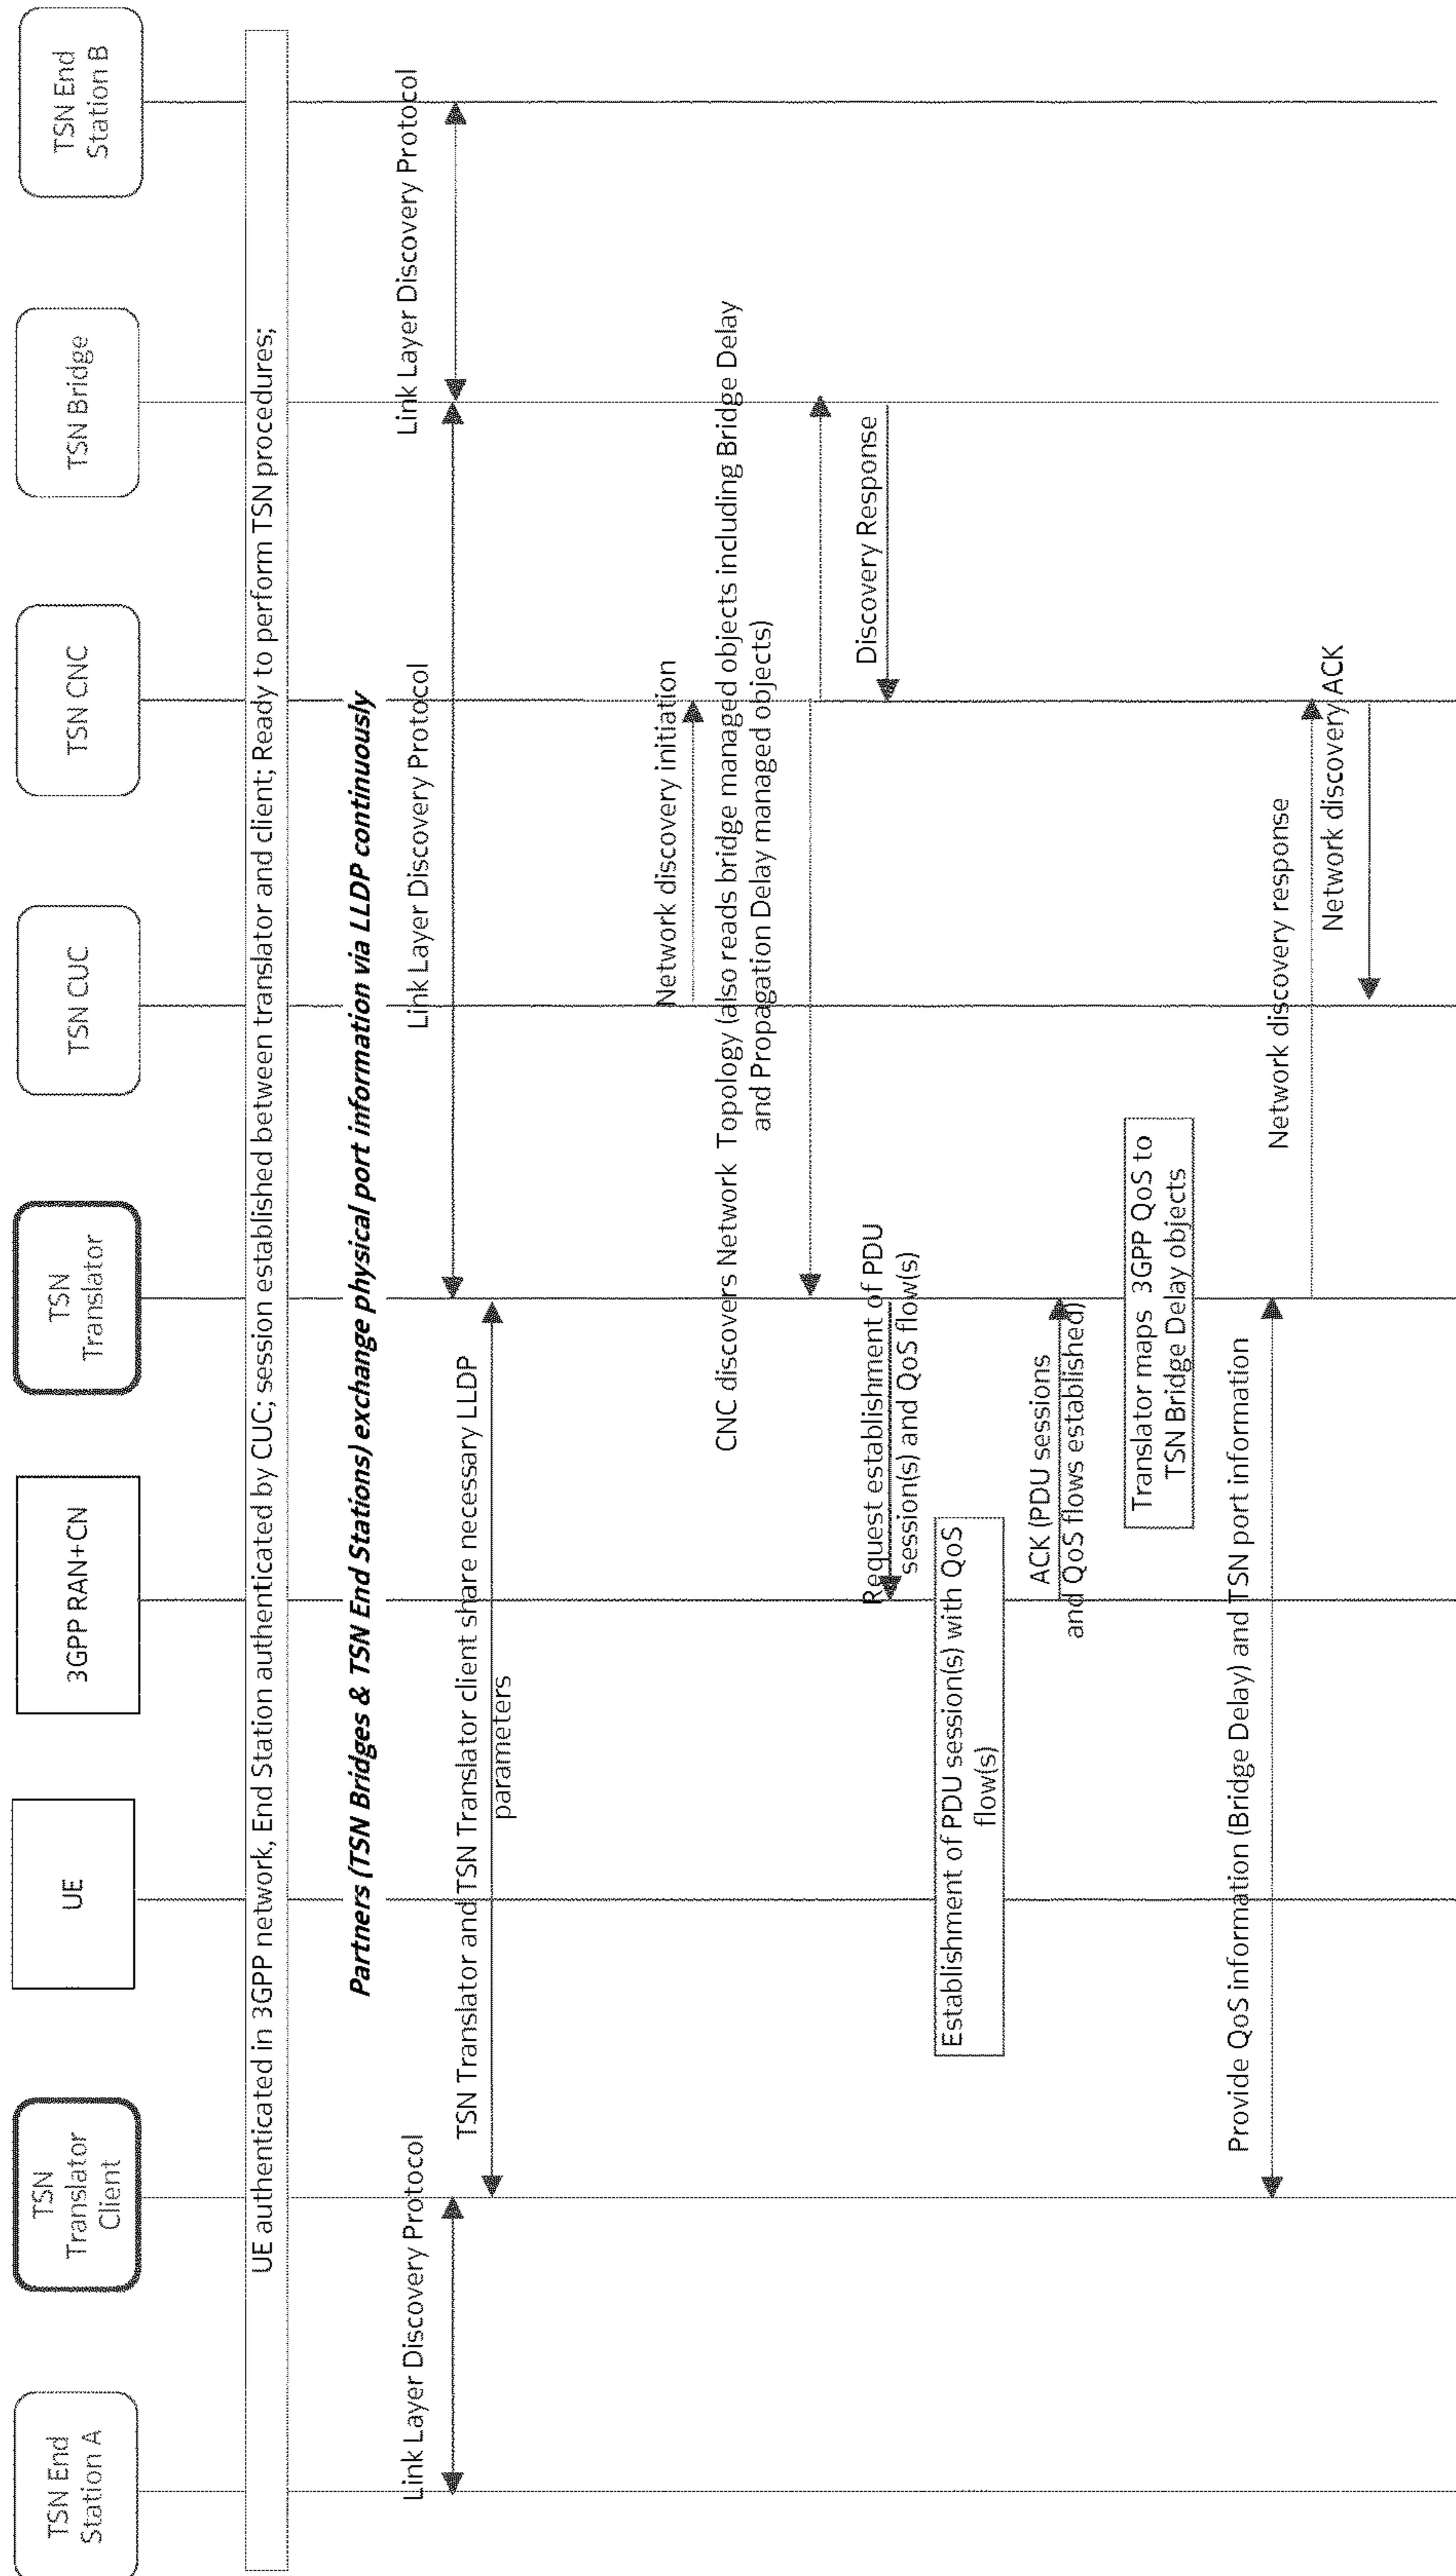 TSN End
Station A
TSN
Translator
Client
UE
3GPP RAN+CN
TSN
Translator
TSN CUC
TSN CNC
TSN Bridge
TSN End
Station B
UE authenticated in 3GPP network, End Station authenticated by CUC; session established between translator and client; Ready to perform TSN procedures;
Partners (TSN Bridges & TSN End Stations) exchange physical port information via LLDP continuously
Link Layer Discovery Protocol
Link Layer Discovery Protocol
Link Layer Discovery Protocol
TSN Translator and TSN Translator client share necessary LLDP
parameters
Network discovery initiation
CNC discovers Network Topology (also reads bridge managed objects including Bridge Delay
and Propagation Delay managed objects)
Request establishment of PDU
session(s) and QoS flow(s)
Discovery Response
Establishment of PDU session(s) with QoS
flow(s)
ACK (PDU sessions
and QoS flows established)
Translator maps 3GPP QoS to
TSN Bridge Delay objects
Provide QoS information (Bridge Delay) and TSN port information
Network discovery response
Network discovery ACK